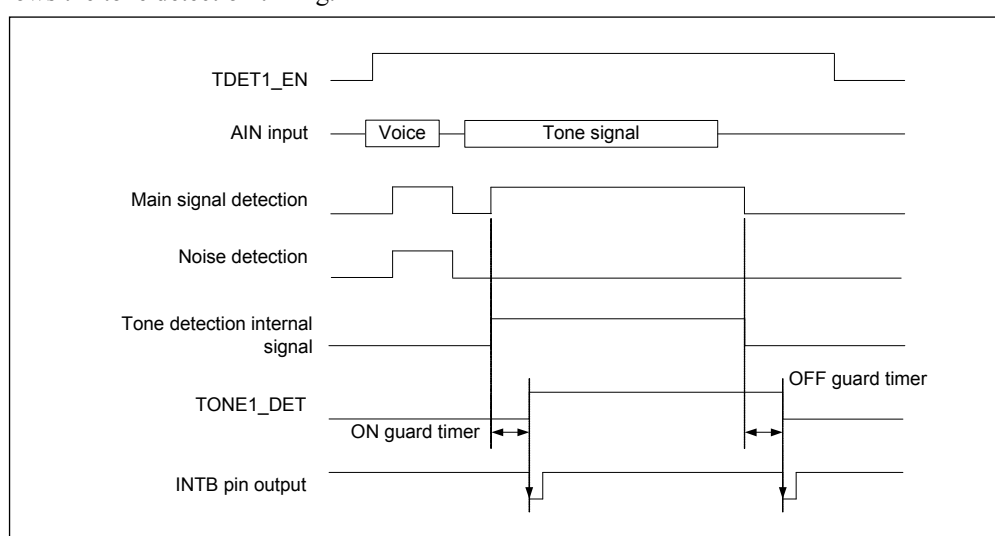 TDET1_EN
AIN input
Voice
Tone signal
Main signal detection
Noise detection
Tone detection internal
signal
OFF guard timer
TONE1_DET
ON guard timer
INTB pin output